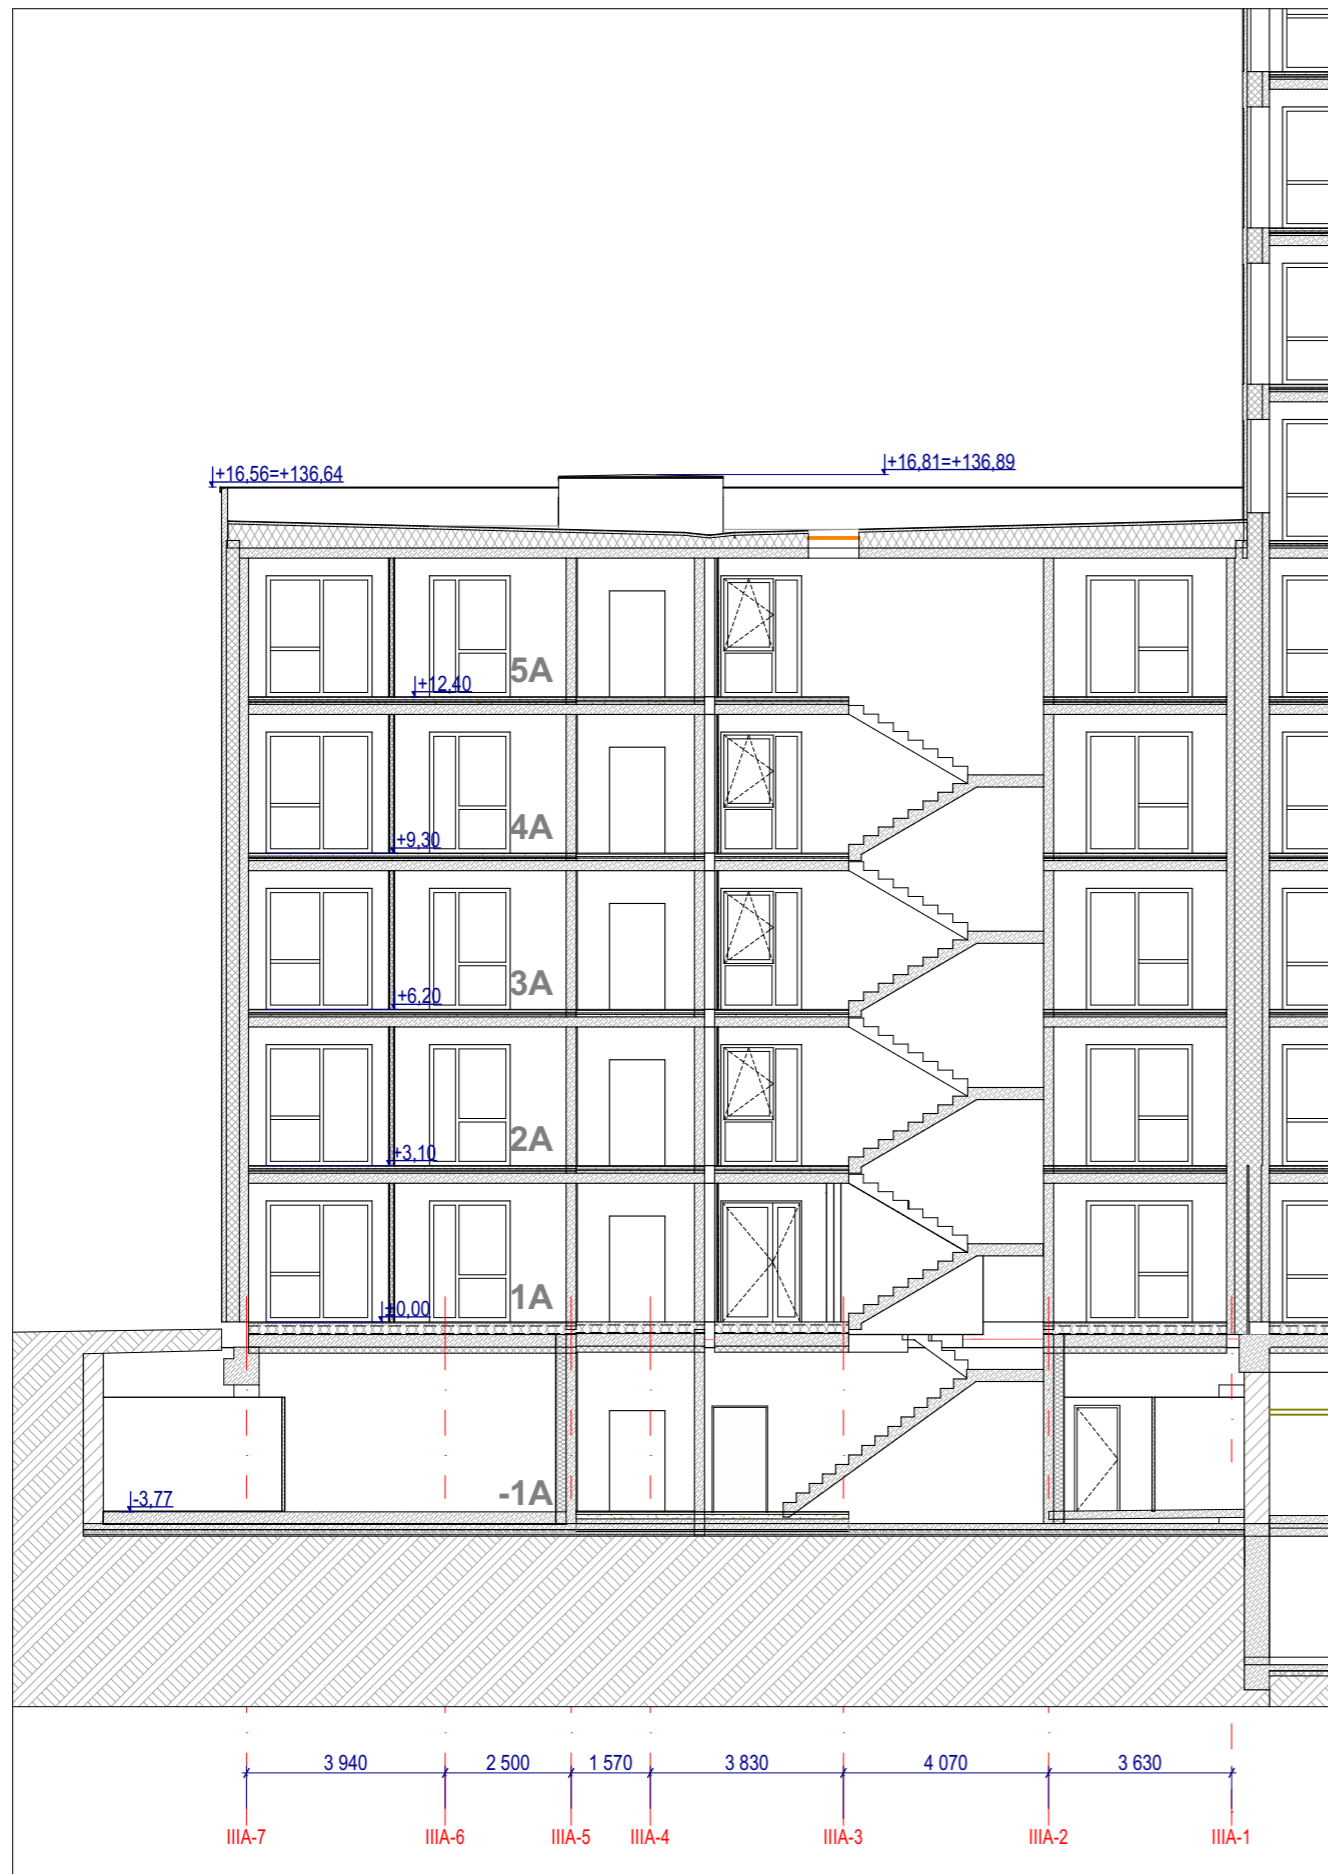 +16,56=+136,64
+16,81=+136,89
5A
+12,40
4A
+9,30
3A
+6,20
2A
+3,10
1A
±0,00
-1A
-3,77
3 940
2 500
1 570
3 830
4 070
3 630
IIIA-7
IIIA-6
IIIA-5
IIIA-4
IIIA-3
IIIA-2
IIIA-1